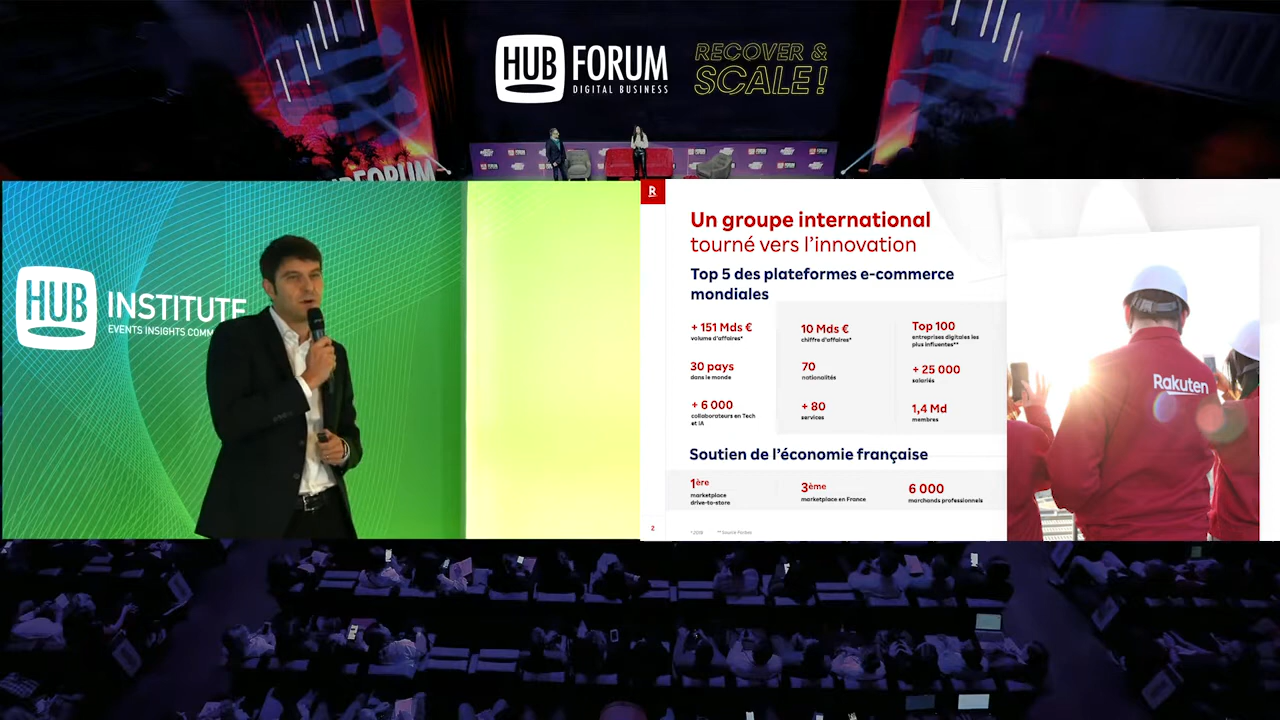 HUB FORUM
DIGITAL BUSINESS
RECOVER &
SCALE!
HUB INSTITUTE
EVENTS INSIGHTS COMM
R
Un groupe international
tourné vers l'innovation
Top 5 des plateformes e-commerce
mondiales
+ 151 Mds €
volume d'affaires*
10 Mds €
chiffre d'affaires*
Top 100
entreprises digitales les
plus influentes**
30 pays
dans le monde
70
nationalités
+ 25 000
salariés
+ 6 000
collaborateurs en Tech
et IA
+ 80
services
1,4 Md
membres
Soutien de l'économie française
1ère
marketplace
drive-to-store
3ème
marketplace en France
6 000
marchands professionnels
2
* 2018
** Source Forbes
Rakuten